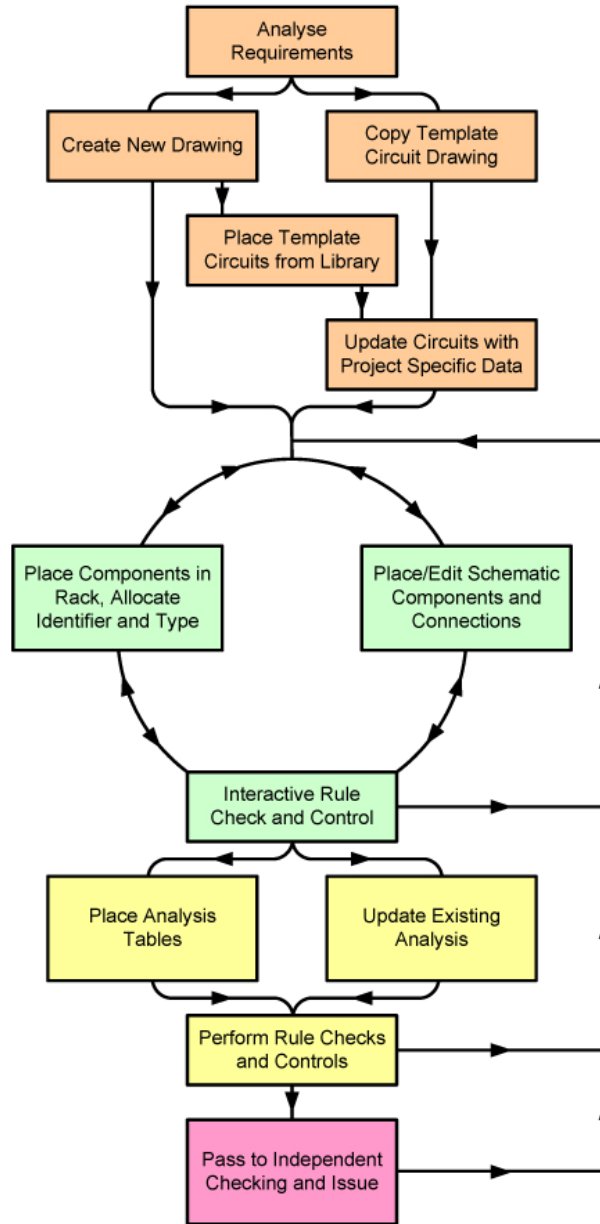 Analyse
Requirements
Create New Drawing
Copy Template
Circuit Drawing
Place Template
Circuits from Library
Update Circuits with
Project Specific Data
Place Components in
Rack, Allocate
Identifier and Type
Place/Edit Schematic
Components and
Connections
Interactive Rule
Check and Control
Place Analysis
Tables
Update Existing
Analysis
Perform Rule Checks
and Controls
Pass to Independent
Checking and Issue